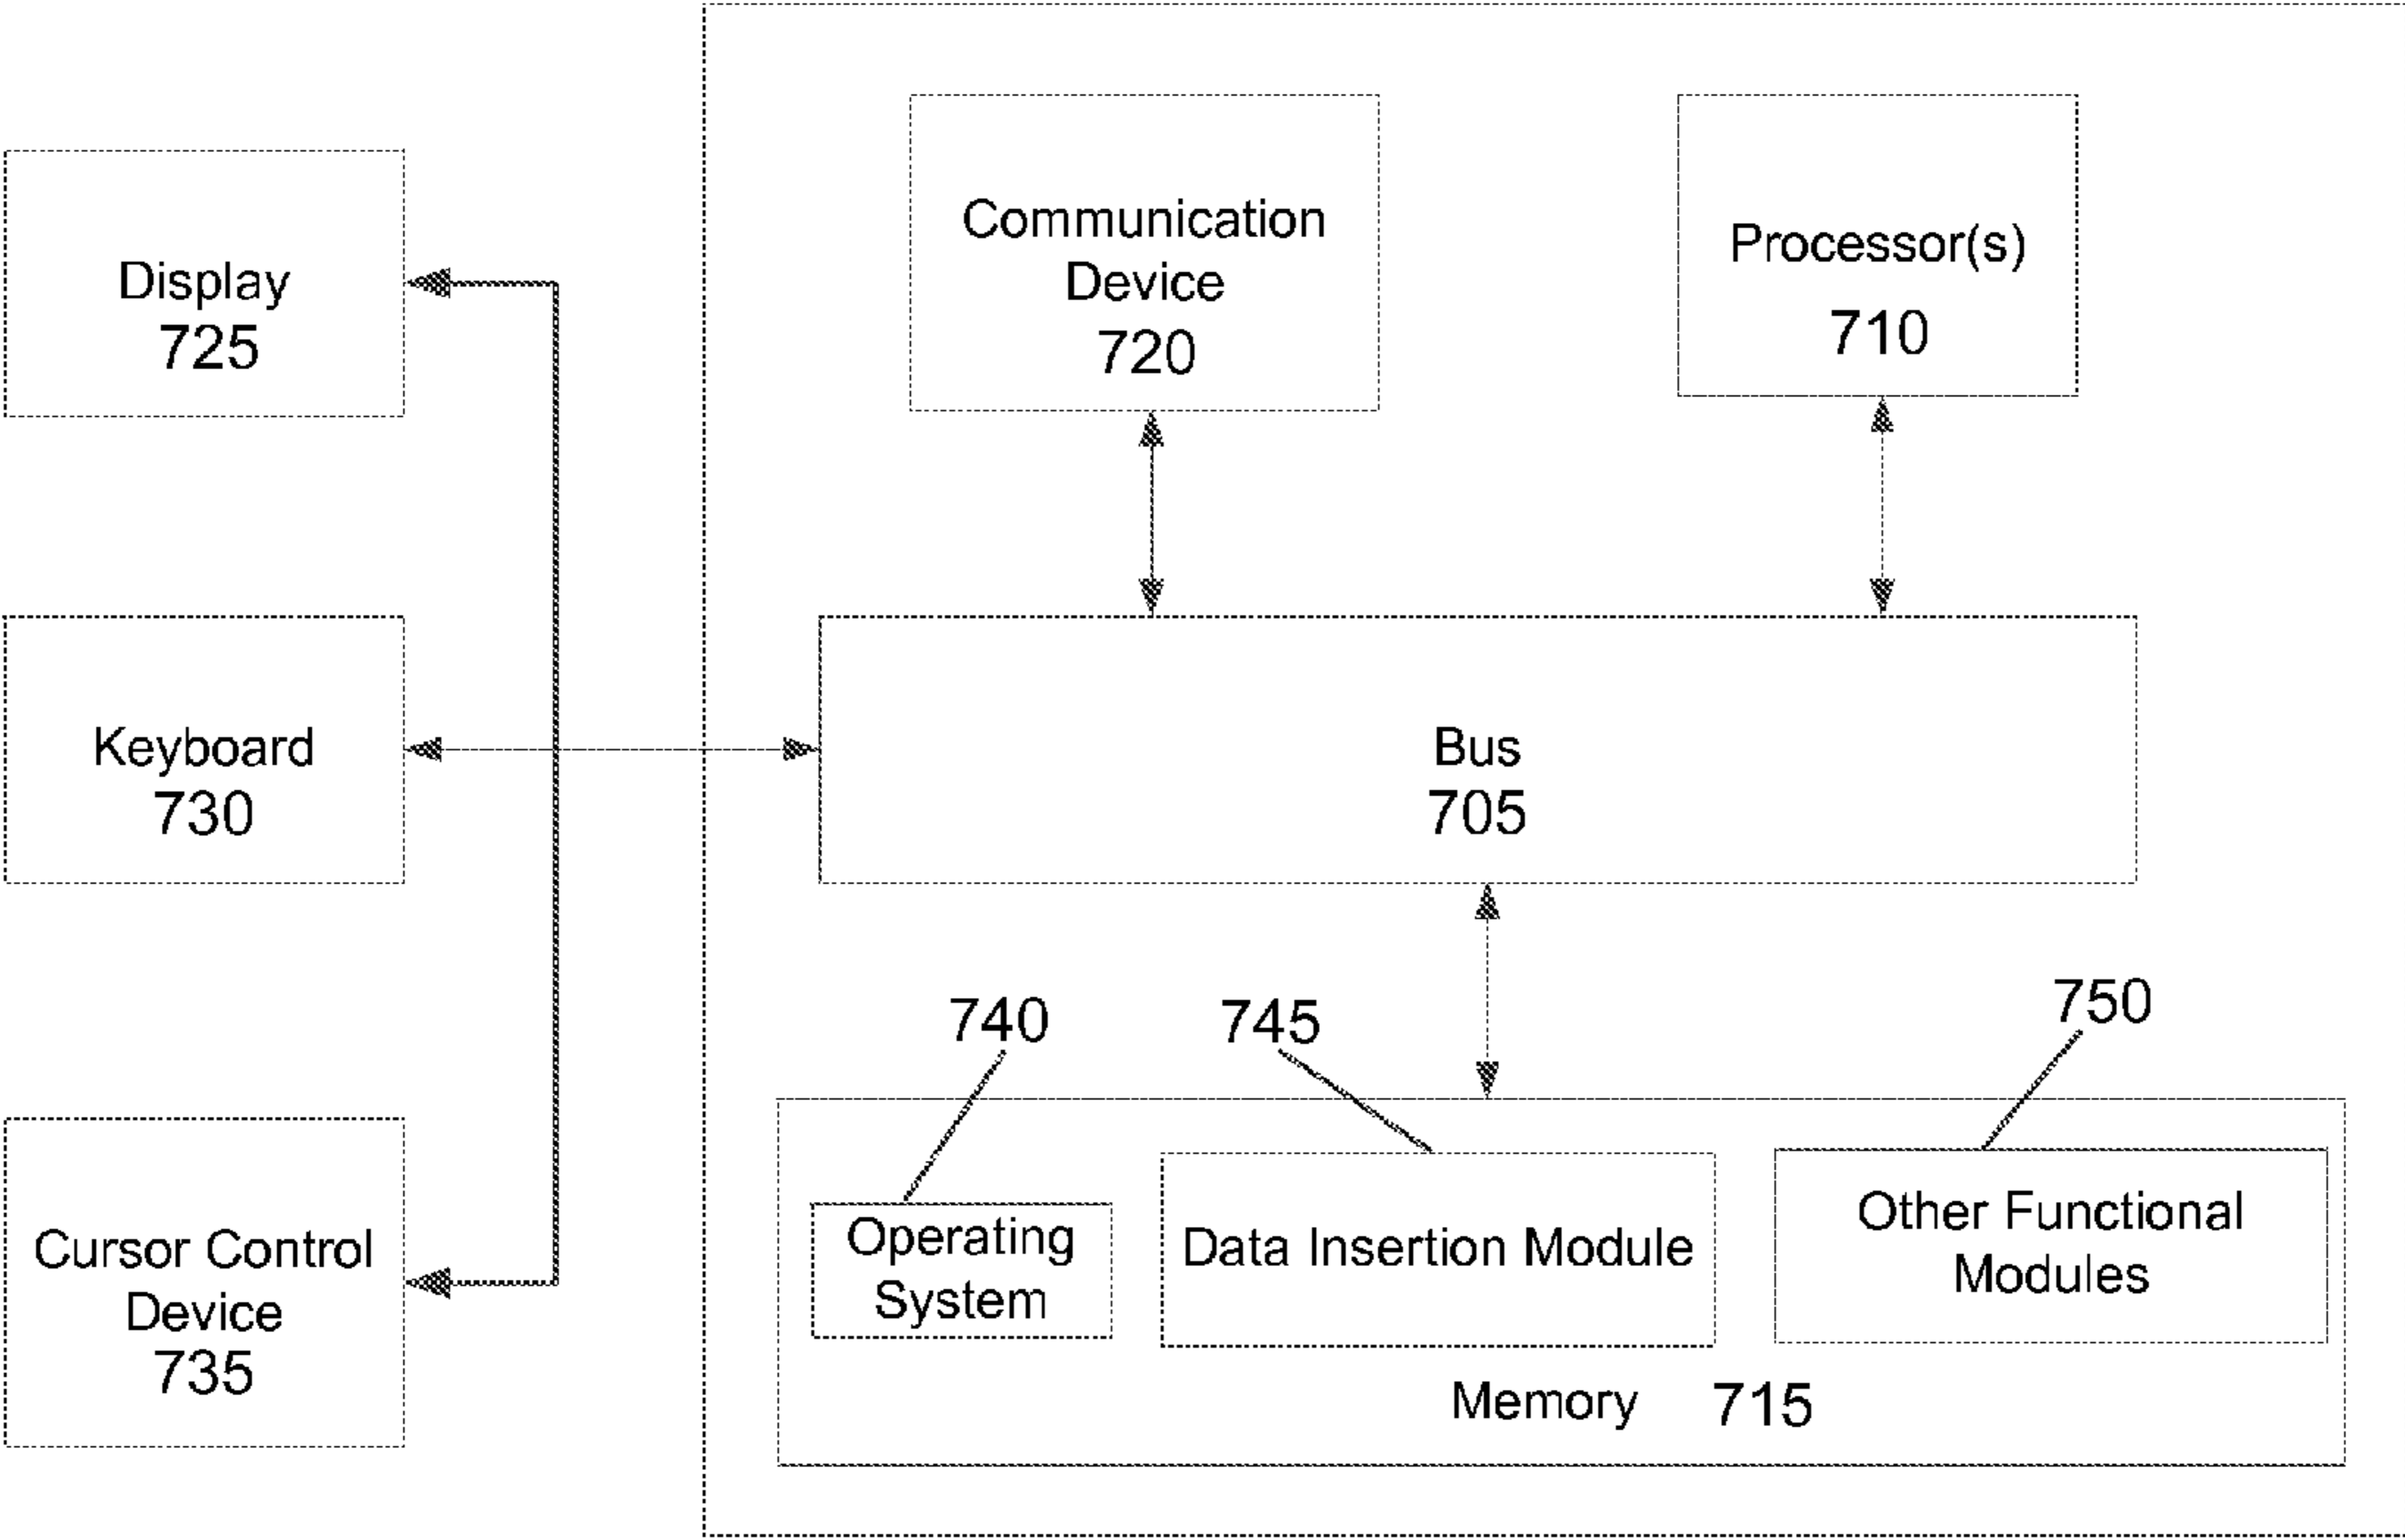 Communication
Device
720
Processor(s)
710
Display
725
Keyboard
730
Bus
705
740
745
750
Cursor Control
Device
735
Operating
System
Data Insertion Module
Other Functional
Modules
Memory 715